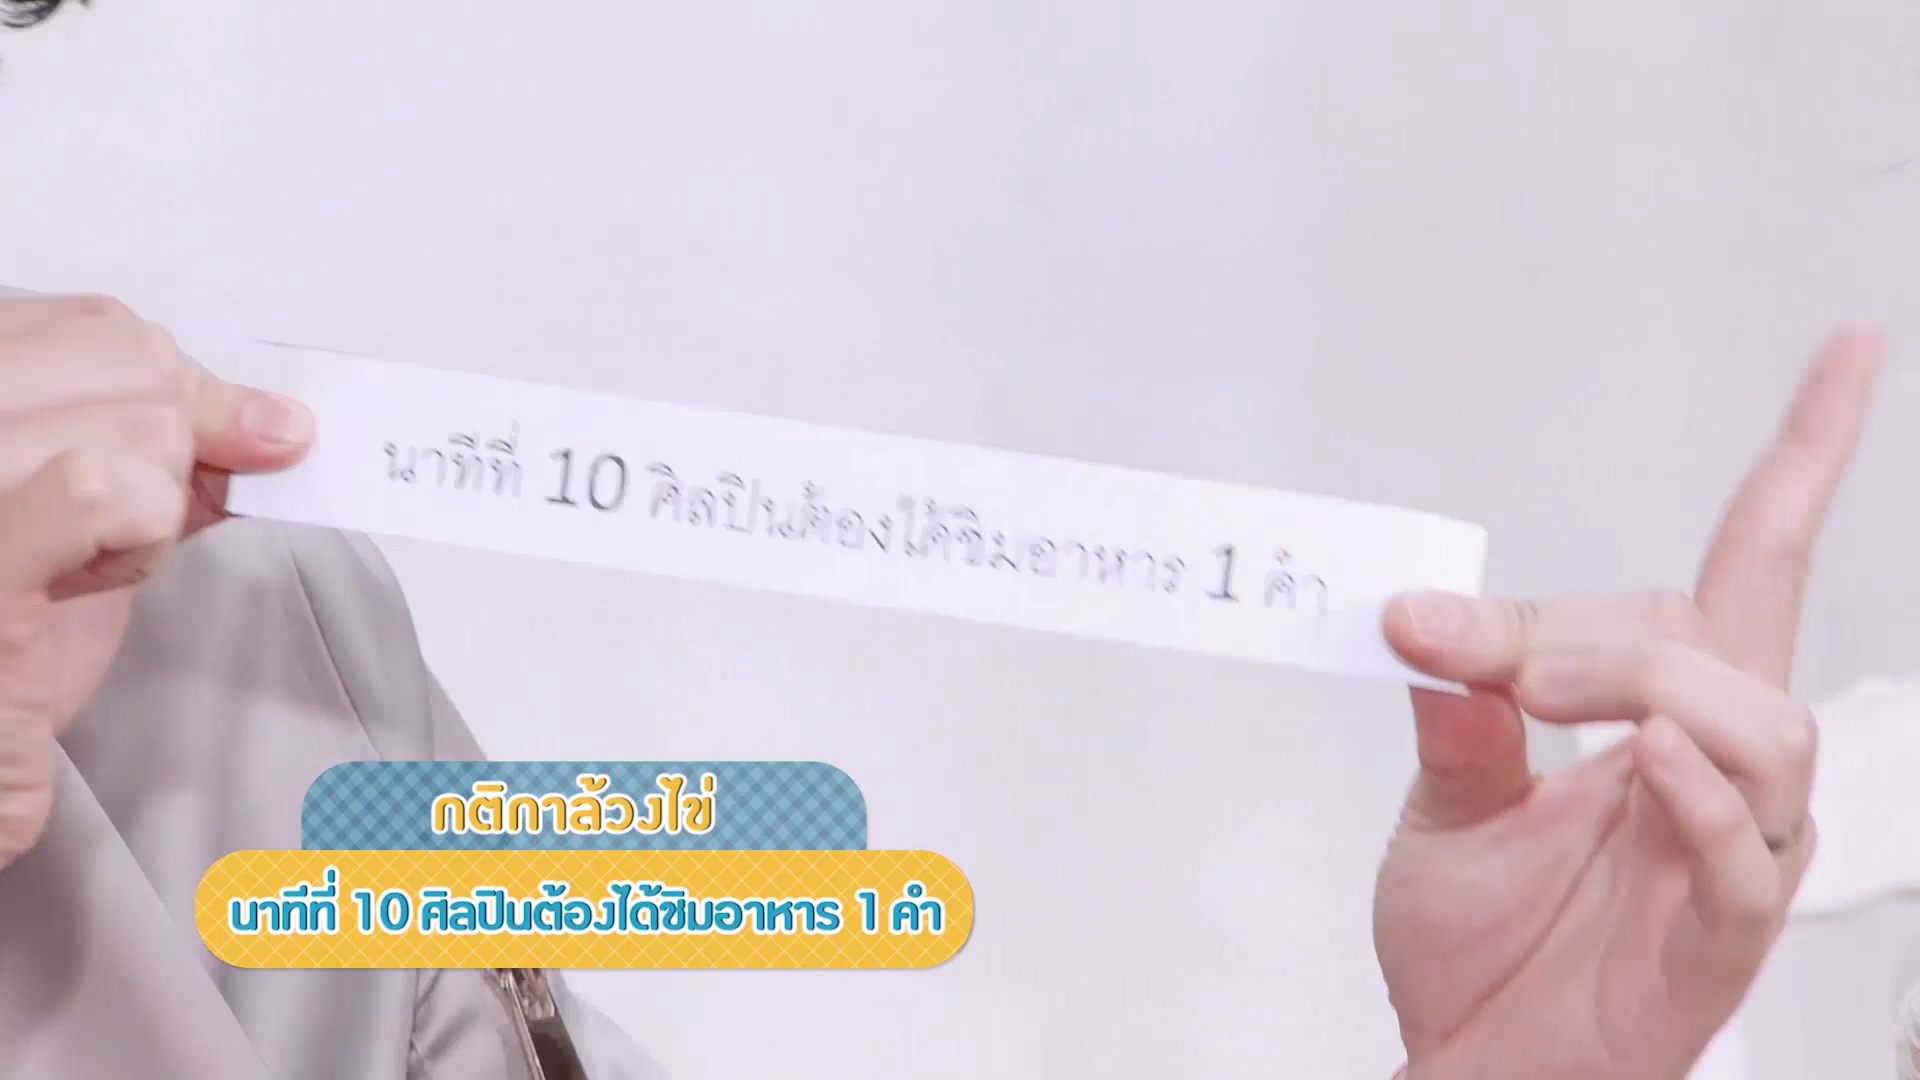 นาทีที่ 10 ศิลปินต้องได้ชิมอาหาร 1 คำ
กติกาล้วงไข่
นาทีที่ 10 ศิลปินต้องได้ชิมอาหาร 1 คำ